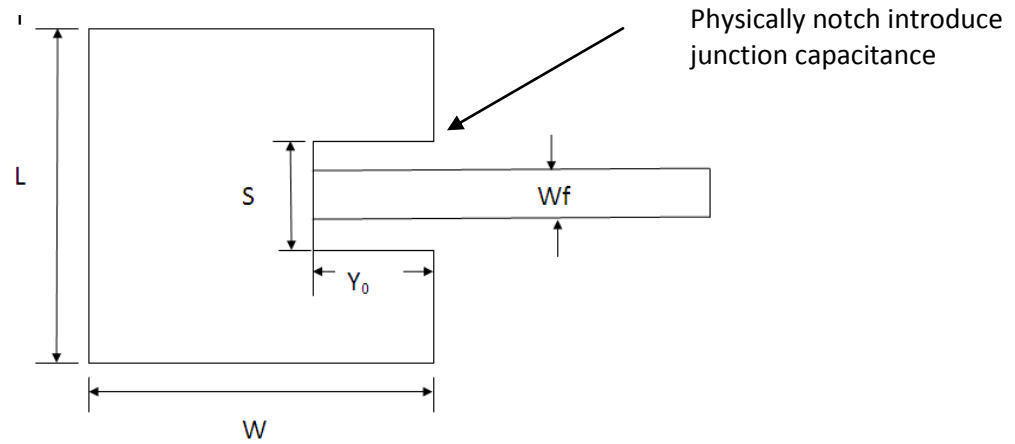 Physically notch introduce
junction capacitance
L
S
Wf
Y₀
W